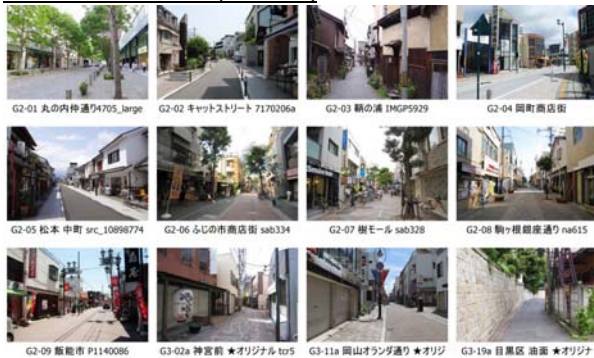 G2-01 丸の内仲通り4705_large
G2-02 キャットストリート 7170206a
G2-03 鞆の浦 IMGP5929
G2-04 岡町商店街
G2-05 松本 中町 src_10898774
G2-06 ふじの市商店街 sab334
G2-07 樹モール sab328
G2-08 駒ヶ根銀座通り na615
G2-09 飯能市 P1140086
G3-02a 神宮前 ★オリジナル tcr5
G3-11a 岡山オランダ通り ★オリジ
G3-19a 目黒区 油面 ★オリジナ